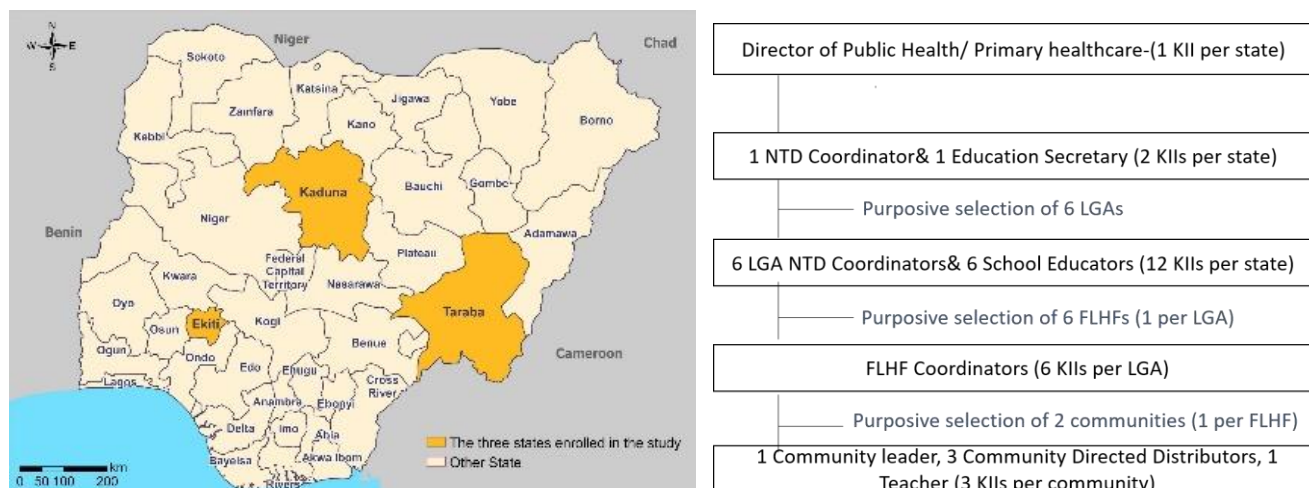 N
W E
S
Niger
Chad
Sokoto
Katsina
Jigawa
Yobe
Borno
Zamfara
Kano
Kebbi
Kaduna
Bauchi
Gombe
Niger
Adamawa
Benin
Plateau
Federal
Capital
Territory
Kwara
Nasarawa
Oyo
Taraba
Osun
Ekiti
Kogi
Benue
Cameroon
Ogun
Ondo
Edo
Enugu
Cross
River
Lagos
Anambra
Ebonyi
Delta
Imo
Abia
Bayelsa
Akwa Ibom
Rivers
The three states enrolled in the study
Other State
km
0 50 100 200
Director of Public Health/ Primary healthcare-(1 KII per state)
1 NTD Coordinator& 1 Education Secretary (2 KIIs per state)
Purposive selection of 6 LGAs
6 LGA NTD Coordinators& 6 School Educators (12 KIIs per state)
Purposive selection of 6 FLHFs (1 per LGA)
FLHF Coordinators (6 KIIs per LGA)
Purposive selection of 2 communities (1 per FLHF)
1 Community leader, 3 Community Directed Distributors, 1
Teacher (3 KIIs per community)